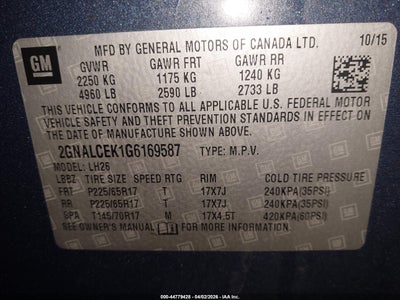 GM
MFD BY GENERAL MOTORS OF CANADA LTD.
10/15
GVWR GAWR FRT GAWR RR
2250 KG 1175 KG 1240 KG
4960 LB 2590 LB 2733 LB
THIS VEHICLE CONFORMS TO ALL APPLICABLE U.S. FEDERAL MOTOR
VEHICLE SAFETY AND THEFT PREVENTION STANDARDS IN EFFECT ON
THE DATE OF MANUFACTURE SHOWN ABOVE.
2GNALCEK1G6169587 TYPE: M.P.V.
MODEL: LH26
LBBZ TIRE SIZE SPEED RTG RIM COLD TIRE PRESSURE
FRT P225/65R17 T 17X7J 240KPA(35PSI)
RR P225/65R17 T 17X7J 240KPA(35PSI)
SPA T145/70R17 M 17X4.5T 420KPA(60PSI)
SEE OWNER'S MANUAL FOR ADDITIONAL INFORMATION.
000-44779428 - 04/02/2026 - IAA Inc.